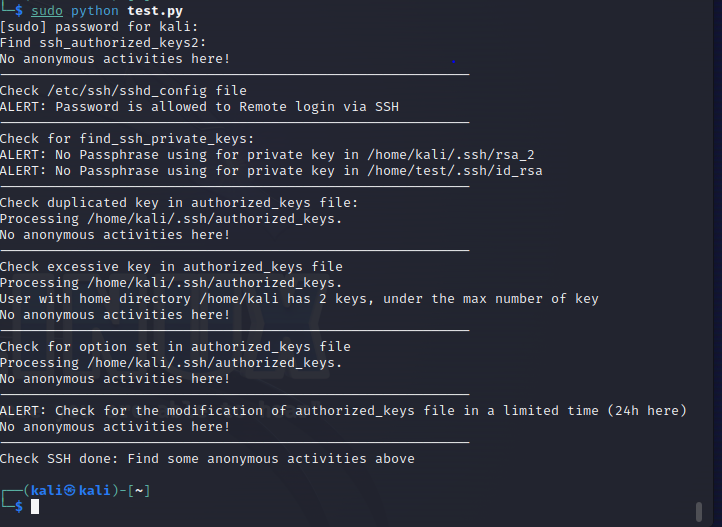 └─$ sudo python test.py
[sudo] password for kali:
Find ssh_authorized_keys2:
No anonymous activities here!
Check /etc/ssh/sshd_config file
ALERT: Password is allowed to Remote login via SSH
Check for find_ssh_private_keys:
ALERT: No Passphrase using for private key in /home/kali/.ssh/rsa_2
ALERT: No Passphrase using for private key in /home/test/.ssh/id_rsa
Check duplicated key in authorized_keys file:
Processing /home/kali/.ssh/authorized_keys.
No anonymous activities here!
Check excessive key in authorized_keys file
Processing /home/kali/.ssh/authorized_keys.
User with home directory /home/kali has 2 keys, under the max number of key
No anonymous activities here!
Check for option set in authorized_keys file
Processing /home/kali/.ssh/authorized_keys.
No anonymous activities here!
ALERT: Check for the modification of authorized_keys file in a limited time (24h here)
No anonymous activities here!
Check SSH done: Find some anonymous activities above
┌──(kali㉿kali)-[~]
└─$